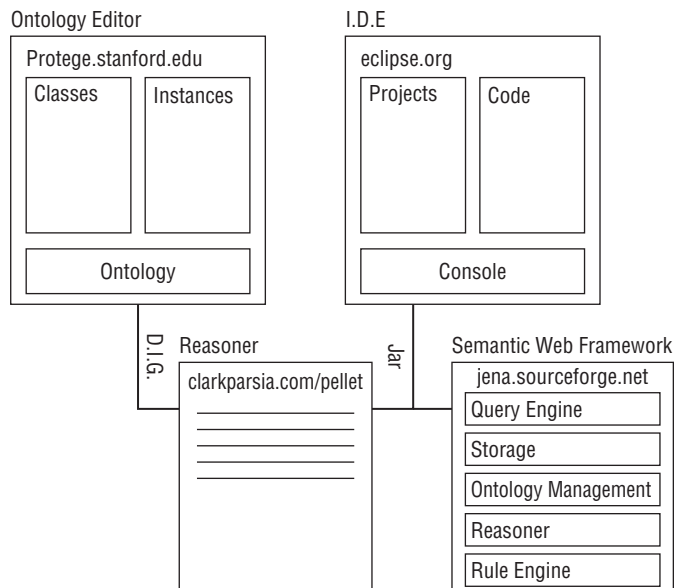 Ontology Editor
Protege.stanford.edu
Classes
Instances
Ontology
I.D.E
eclipse.org
Projects
Code
Console
D.I.G.
Jar
Reasoner
clarkparsia.com/pellet
Semantic Web Framework
jena.sourceforge.net
Query Engine
Storage
Ontology Management
Reasoner
Rule Engine